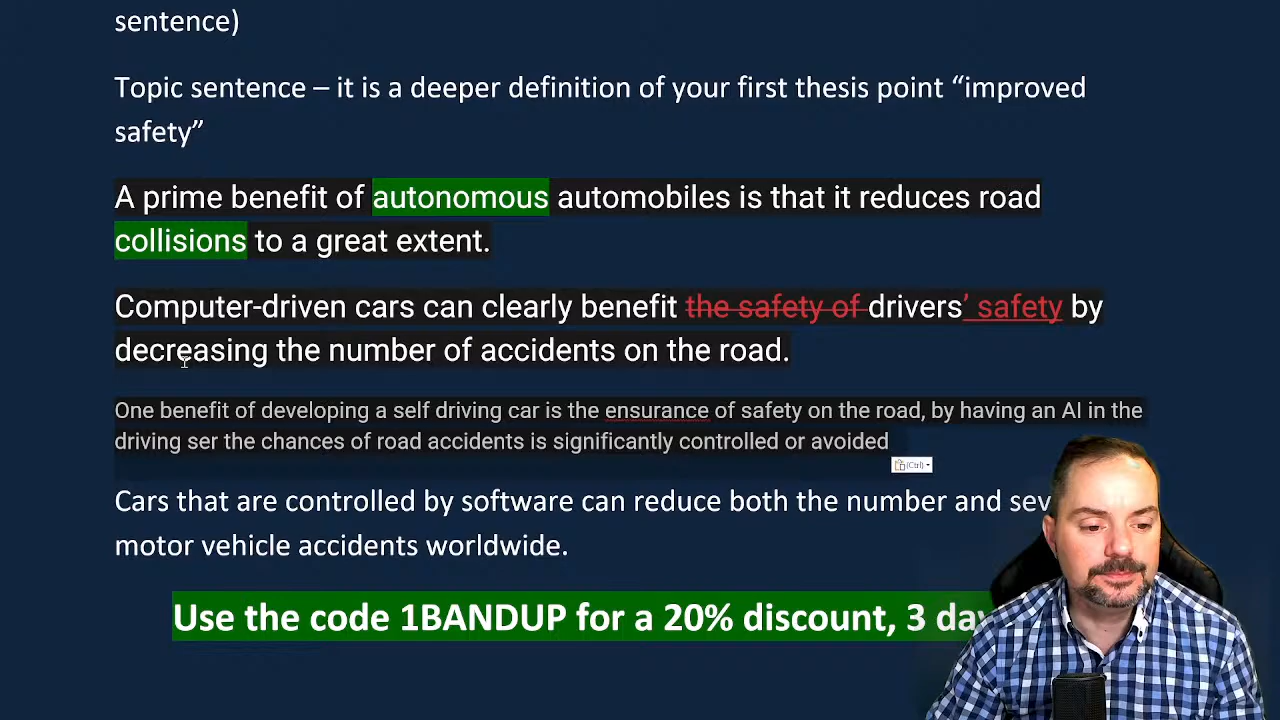 sentence)
Topic sentence – it is a deeper definition of your first thesis point “improved
safety”
A prime benefit of autonomous automobiles is that it reduces road
collisions to a great extent.
Computer-driven cars can clearly benefit the safety of drivers’ safety by
decreasing the number of accidents on the road.
One benefit of developing a self driving car is the ensurance of safety on the road, by having an AI in the
driving ser the chances of road accidents is significantly controlled or avoided
(Ctrl)
Cars that are controlled by software can reduce both the number and
motor vehicle accidents worldwide.
Use the code 1BANDUP for a 20% discount, 3